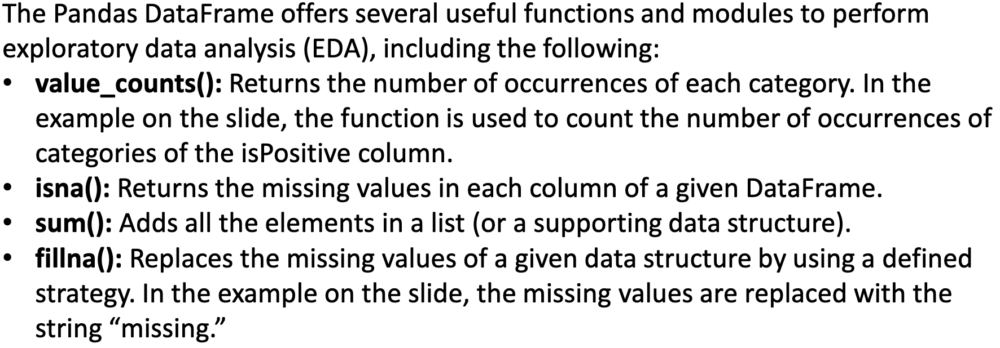 The Pandas DataFrame offers several useful functions and modules to perform
exploratory data analysis (EDA), including the following:
• value_counts(): Returns the number of occurrences of each category. In the
example on the slide, the function is used to count the number of occurrences of
categories of the isPositive column.
• isna(): Returns the missing values in each column of a given DataFrame.
• sum(): Adds all the elements in a list (or a supporting data structure).
• fillna(): Replaces the missing values of a given data structure by using a defined
strategy. In the example on the slide, the missing values are replaced with the
string “missing.”